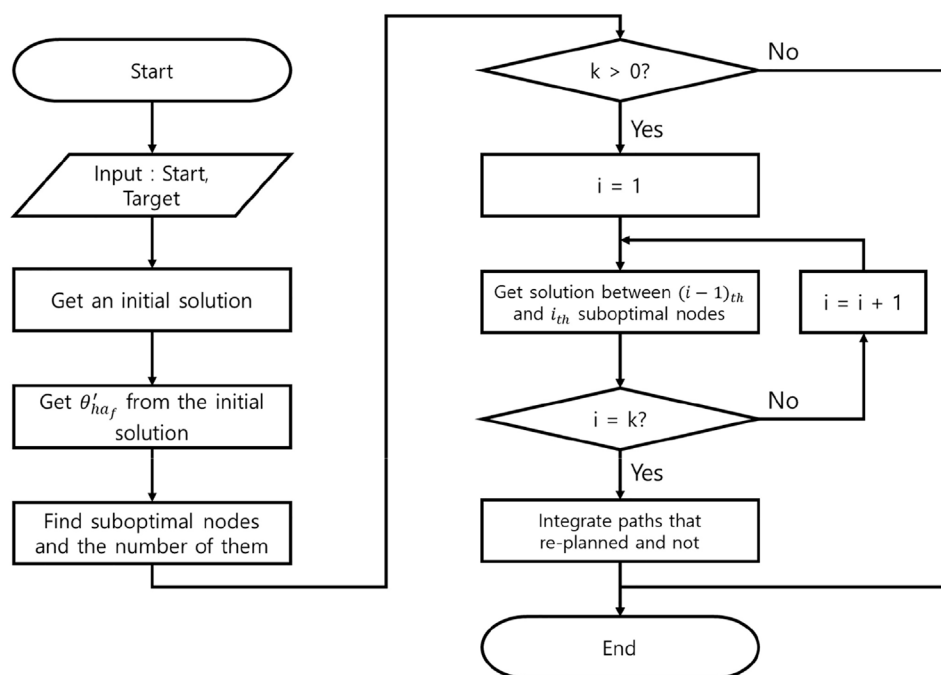 Start
Input : Start,
Target
Get an initial solution
Get θ′ha_f from the initial
solution
Find suboptimal nodes
and the number of them
k > 0?
No
Yes
i = 1
Get solution between (i − 1)th
and ith suboptimal nodes
i = i + 1
i = k?
No
Yes
Integrate paths that
re-planned and not
End